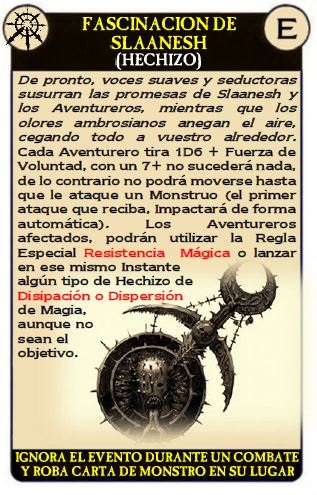 FASCINACION DE
SLAANESH
(HECHIZO)
E
De pronto, voces suaves y seductoras
susurran las promesas de Slaanesh y
los Aventureros, mientras que los
olores ambrosianos anegan el aire,
cegando todo a vuestro alrededor.
Cada Aventurero tira 1D6 + Fuerza de
Voluntad, con un 7+ no sucederá nada,
de lo contrario no podrá moverse hasta
que le ataque un Monstruo (el primer
ataque que reciba, Impactará de forma
automática). Los Aventureros
afectados, podrán utilizar la Regla
Especial Resistencia Mágica o lanzar
en ese mismo Instante
algún tipo de Hechizo de
Disipación o Dispersión
de Magia,
aunque no
sean el
objetivo.
IGNORA EL EVENTO DURANTE UN COMBATE
Y ROBA CARTA DE MONSTRO EN SU LUGAR